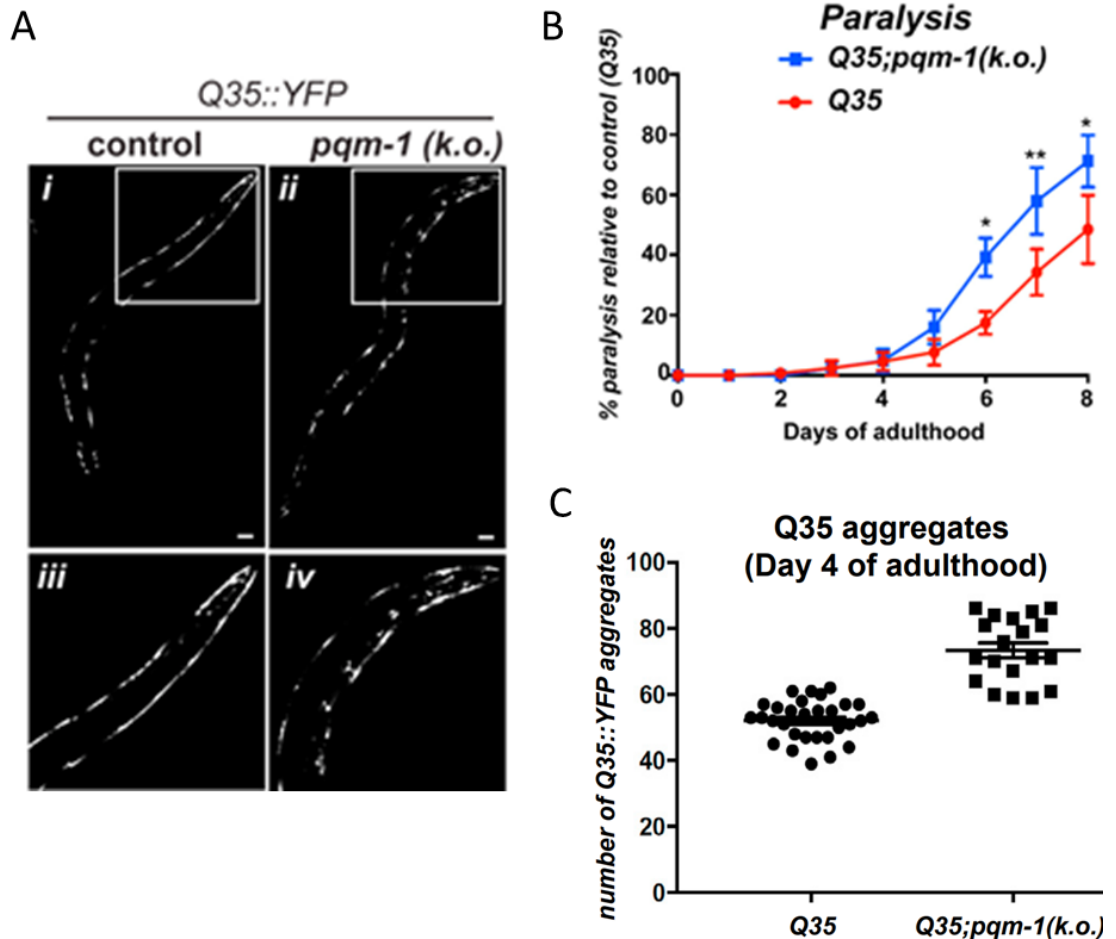 A
Q35::YFP
control
pqm-1 (k.o.)
i
ii
iii
iv
B
Paralysis
Q35;pqm-1(k.o.)
Q35
% paralysis relative to control (Q35)
100
80
60
40
20
0
*
**
*
0 2 4 6 8
Days of adulthood
C
Q35 aggregates
(Day 4 of adulthood)
number of Q35::YFP aggregates
100
80
60
40
20
0
Q35
Q35;pqm-1(k.o.)